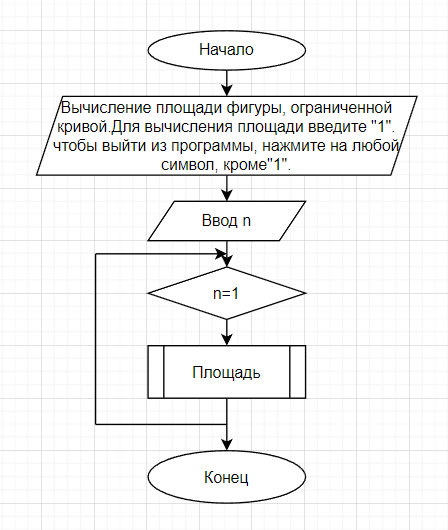 Начало
Вычисление площади фигуры, ограниченной
кривой.Для вычисления площади введите "1".
чтобы выйти из программы, нажмите на любой
символ, кроме"1".
Ввод n
n=1
Площадь
Конец